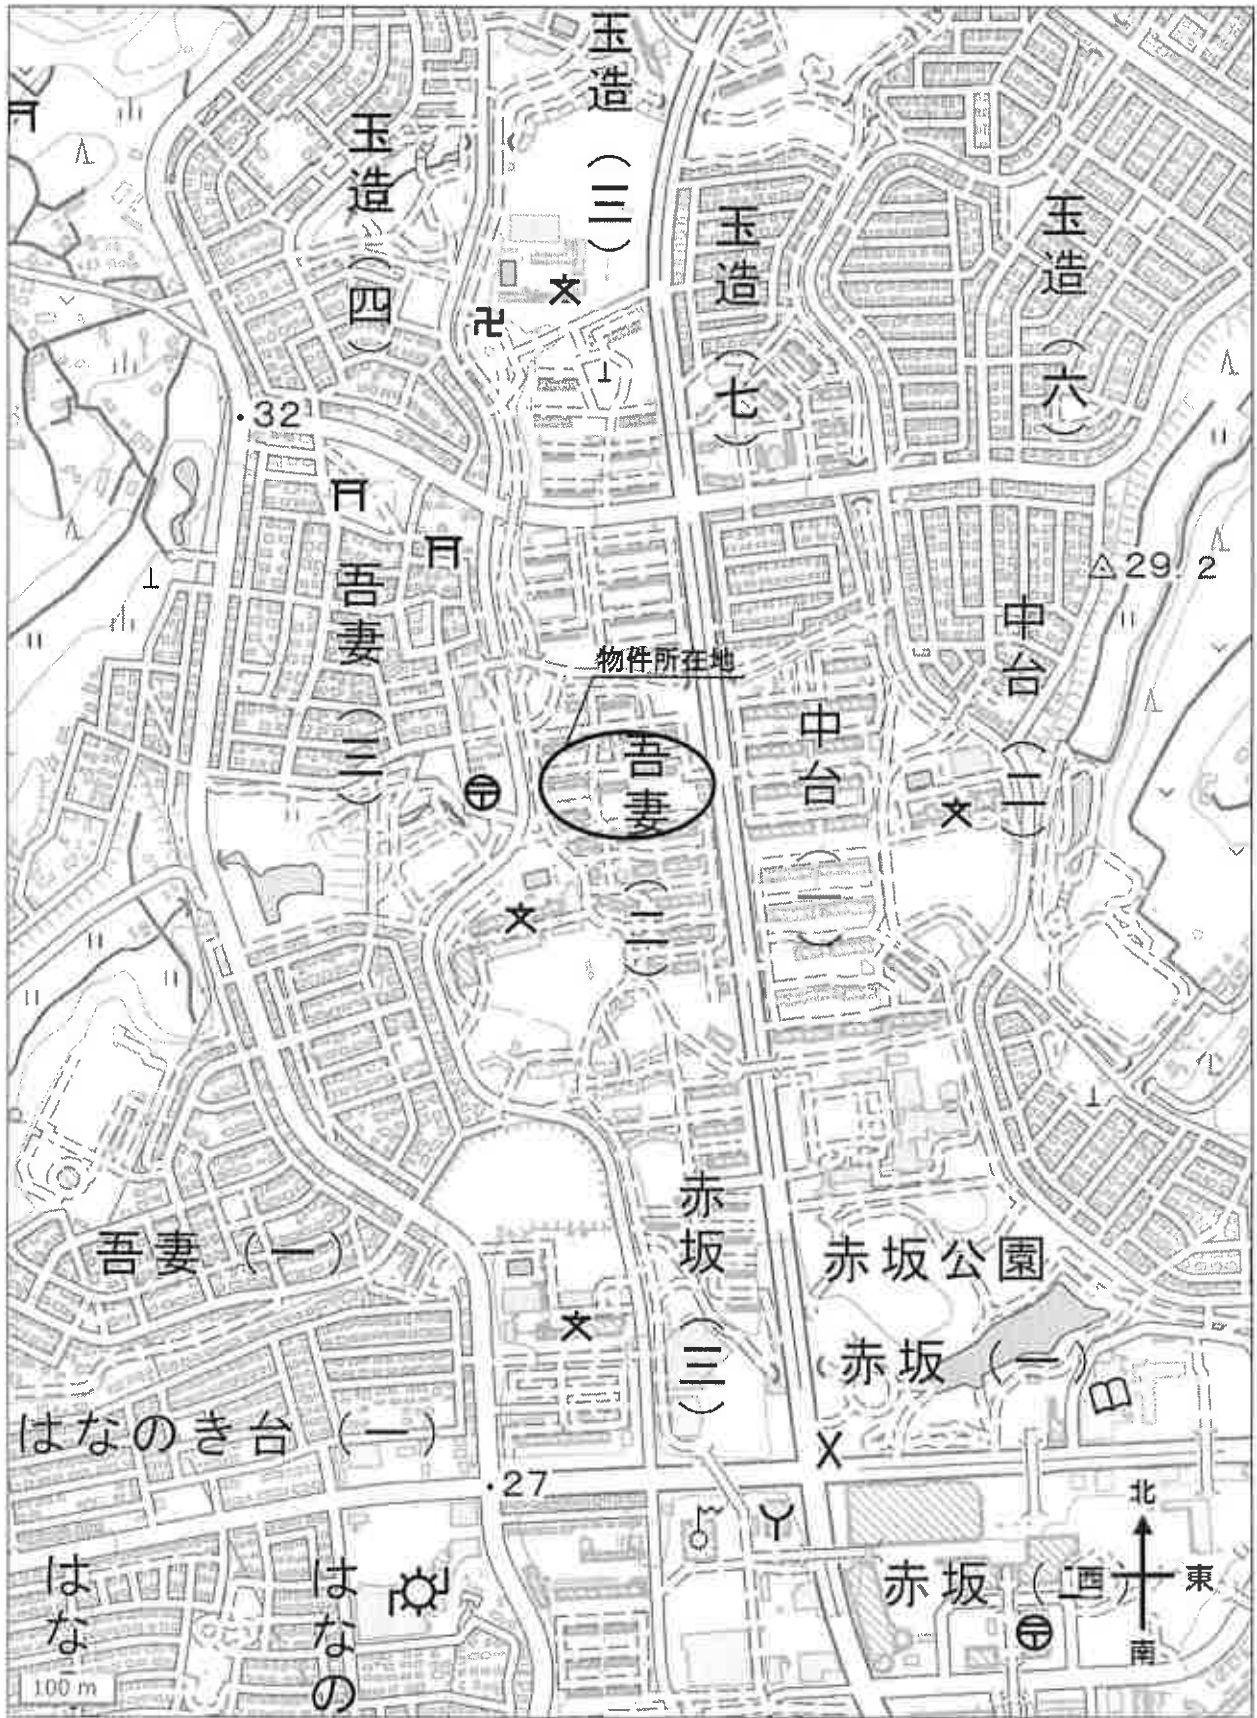 玉造(三)
玉造(四)
玉造(七)
玉造(六)
32
吾妻(三)
29.2
中台(二)
物件所在地
中台(一)
吾妻(二)
赤坂(三)
吾妻(一)
赤坂公園
赤坂(一)
はなのき台(一)
27
北
赤坂(二)
西
東
南
はな
はなの
100 m